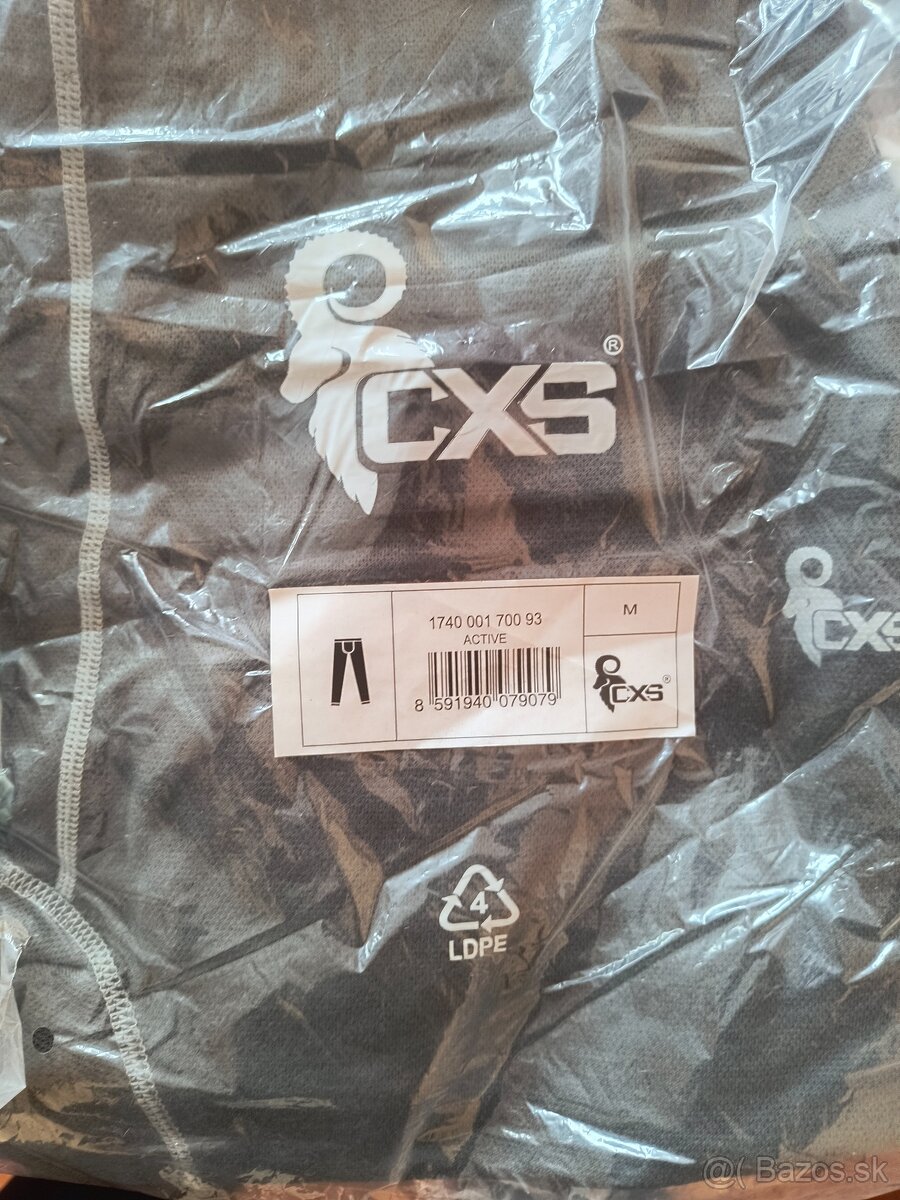 CXS®
1740 001 700 93
ACTIVE
M
8 591940 079079
CXS®
CXS
4
LDPE
@( Bazos.sk